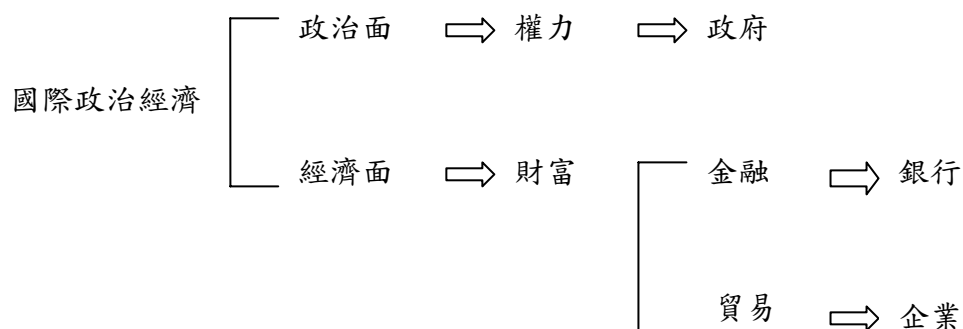 政治面 ⇨ 權力 ⇨ 政府
國際政治經濟
經濟面 ⇨ 財富 金融 ⇨ 銀行
貿易 ⇨ 企業